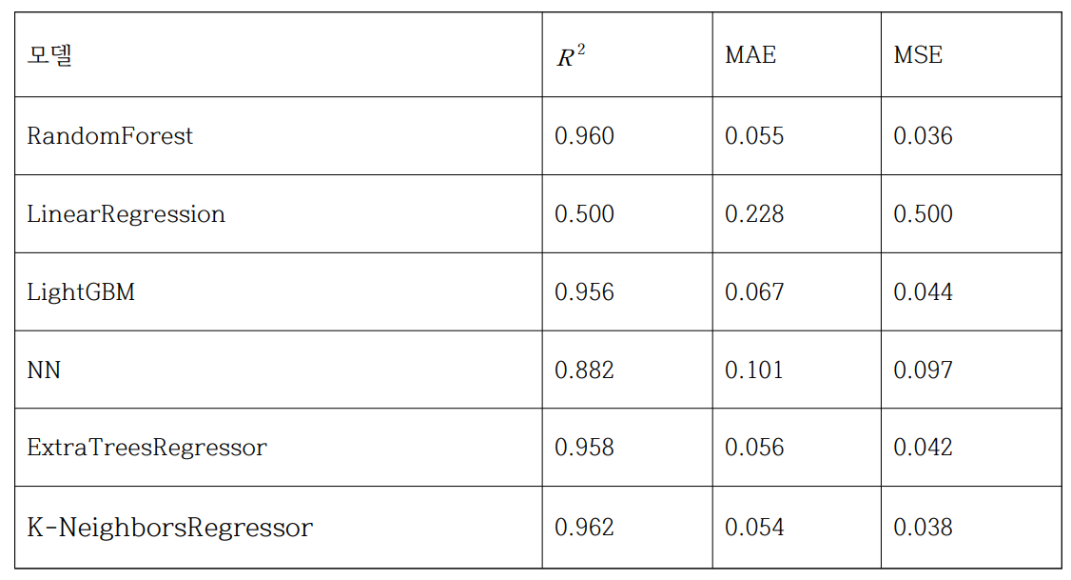 모델 R² MAE MSE
RandomForest 0.960 0.055 0.036
LinearRegression 0.500 0.228 0.500
LightGBM 0.956 0.067 0.044
NN 0.882 0.101 0.097
ExtraTreesRegressor 0.958 0.056 0.042
K-NeighborsRegressor 0.962 0.054 0.038